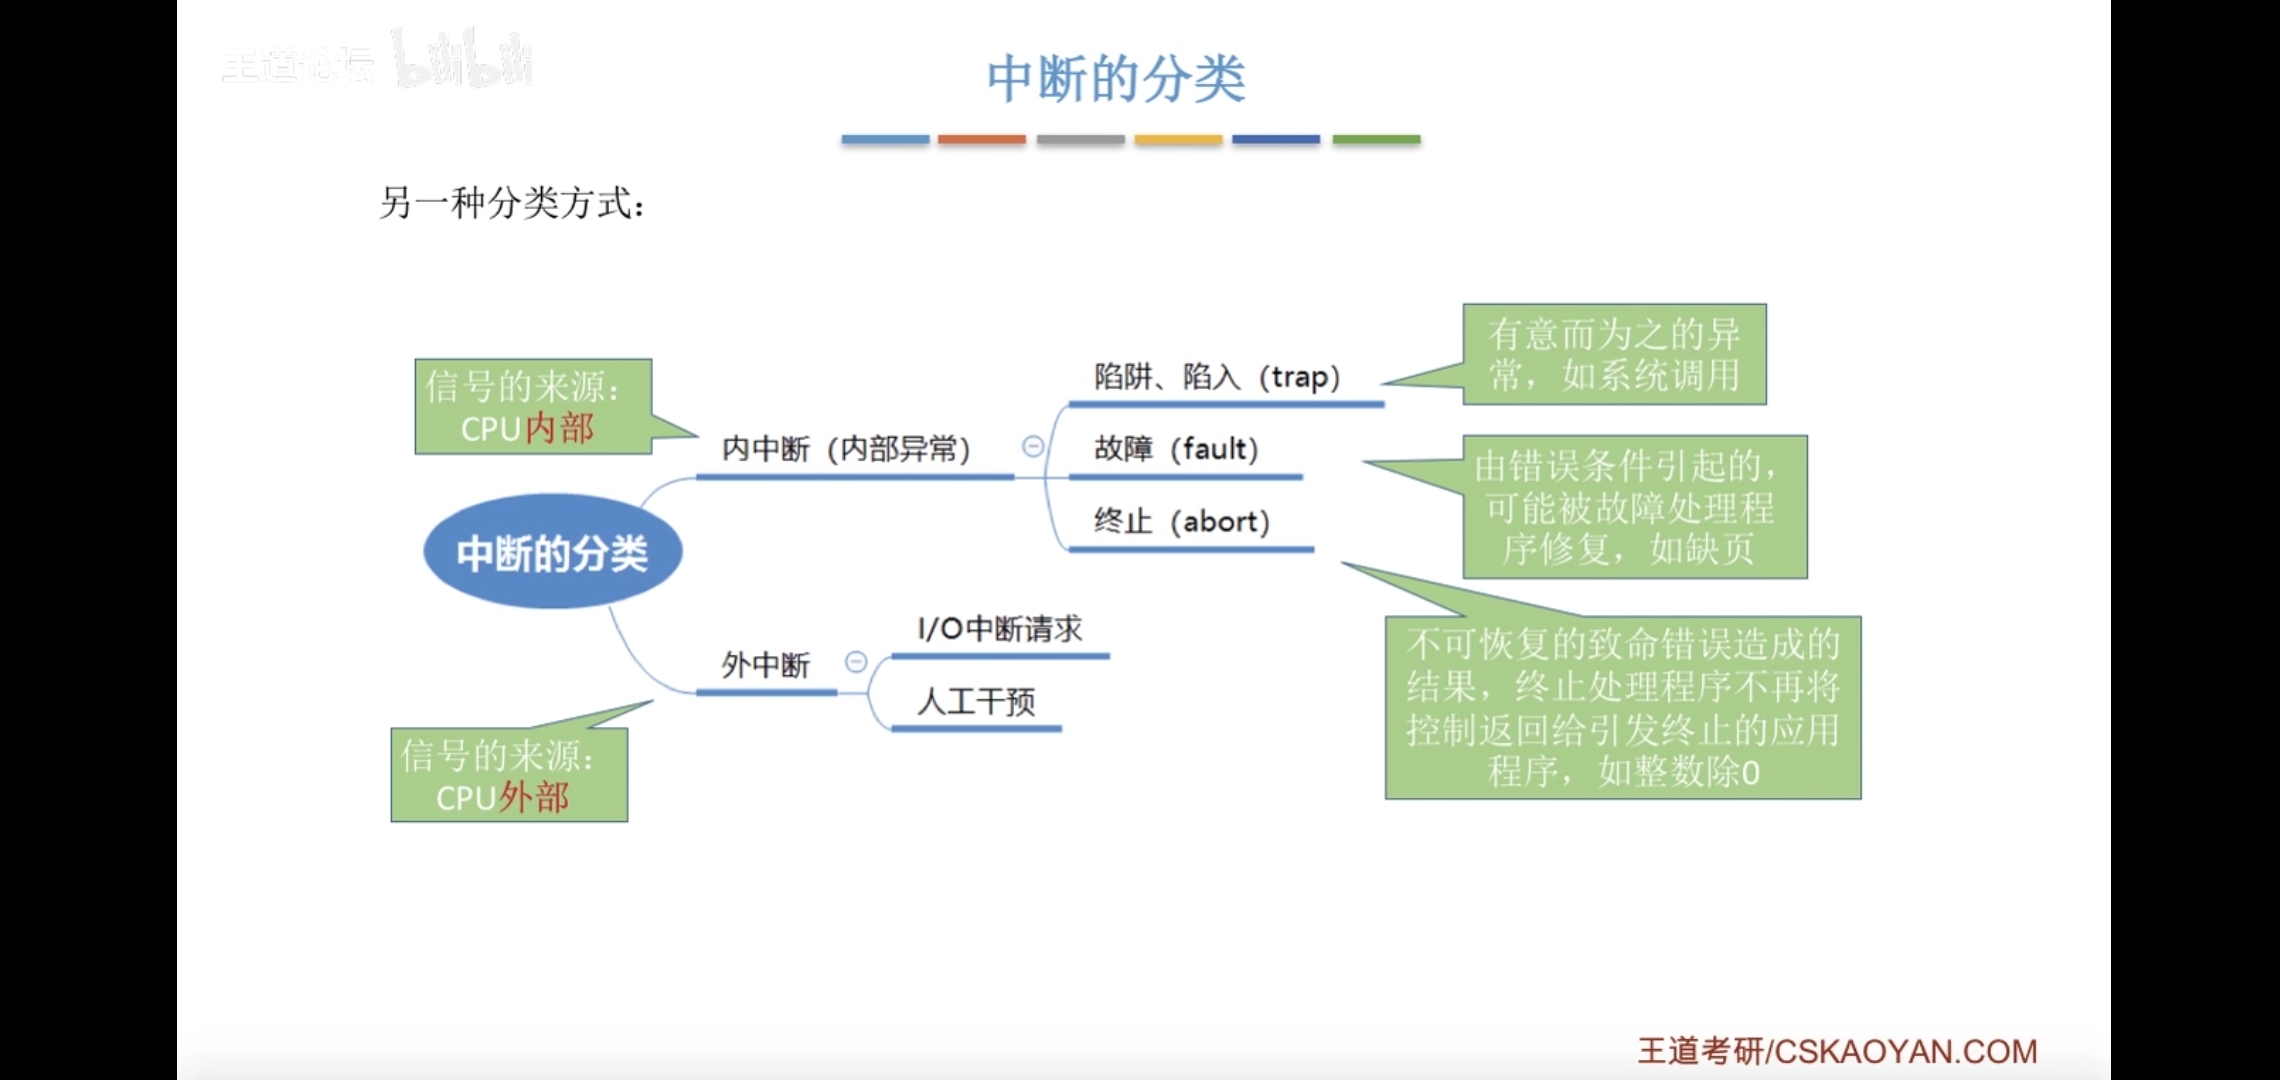 王道论坛 bilibili
中断的分类
另一种分类方式：
有意而为之的异
常，如系统调用
信号的来源：
CPU内部
陷阱、陷入（trap）
内中断（内部异常）
故障（fault）
由错误条件引起的，
可能被故障处理程
序修复，如缺页
终止（abort）
中断的分类
I/O中断请求
外中断
人工干预
不可恢复的致命错误造成的
结果，终止处理程序不再将
控制返回给引发终止的应用
程序，如整数除0
信号的来源：
CPU外部
王道考研/CSKAOYAN.COM